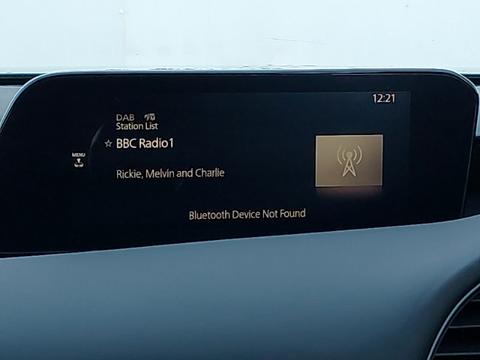 12:21
DAB
Station List
☆ BBC Radio1
MENU
Rickie, Melvin and Charlie
Bluetooth Device Not Found